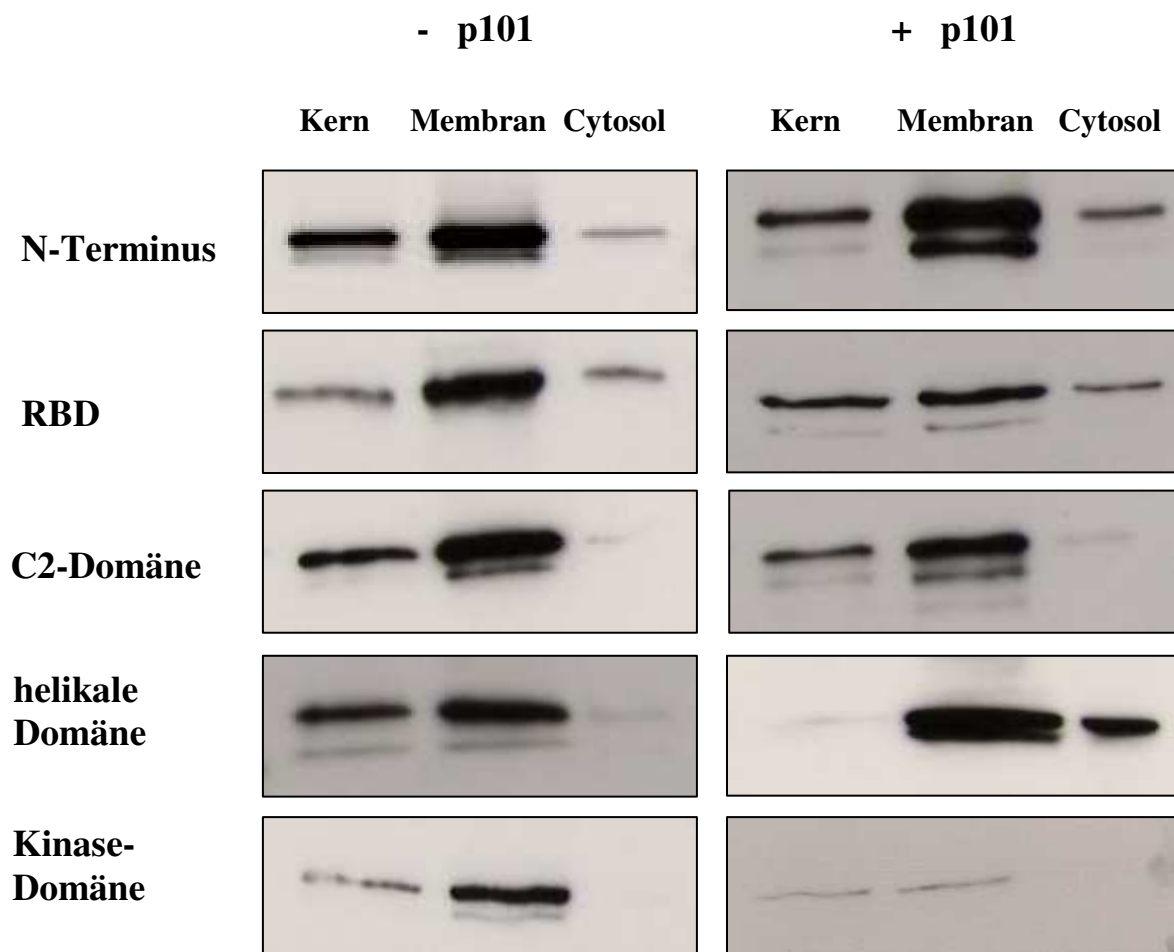 - p101 + p101
Kern Membran Cytosol Kern Membran Cytosol
N-Terminus
RBD
C2-Domäne
helikale
Domäne
Kinase-
Domäne